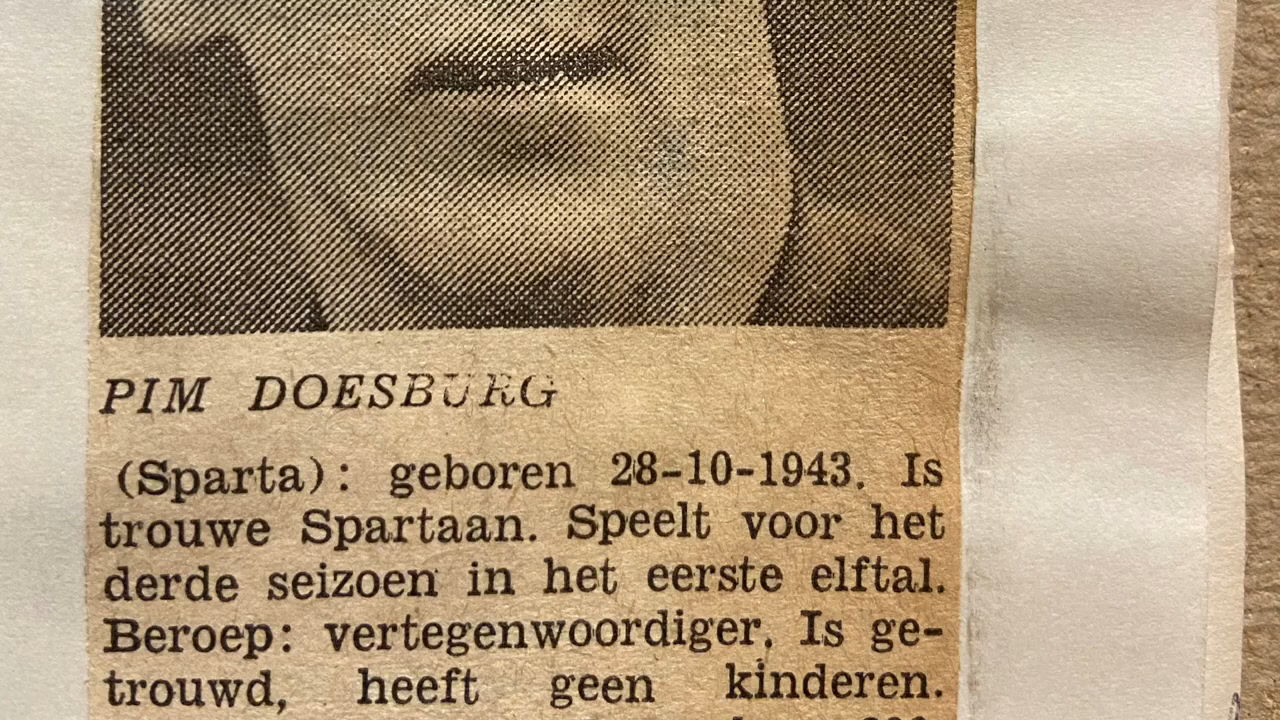 PIM DOESBURG
(Sparta): geboren 28-10-1943. Is
trouwe Spartaan. Speelt voor het
derde seizoen in het eerste elftal.
Beroep: vertegenwoordiger. Is ge-
trouwd, heeft geen kinderen.